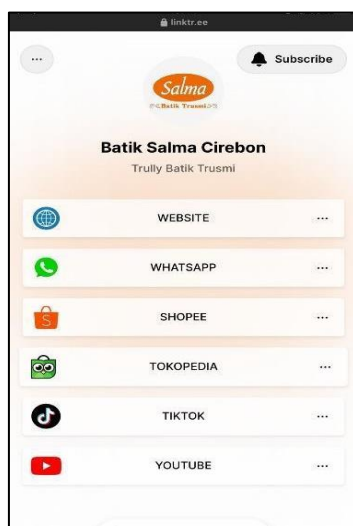 linktr.ee
Subscribe
Salma
Batik Trusmi
Batik Salma Cirebon
Trully Batik Trusmi
WEBSITE
WHATSAPP
SHOPEE
TOKOPEDIA
TIKTOK
YOUTUBE